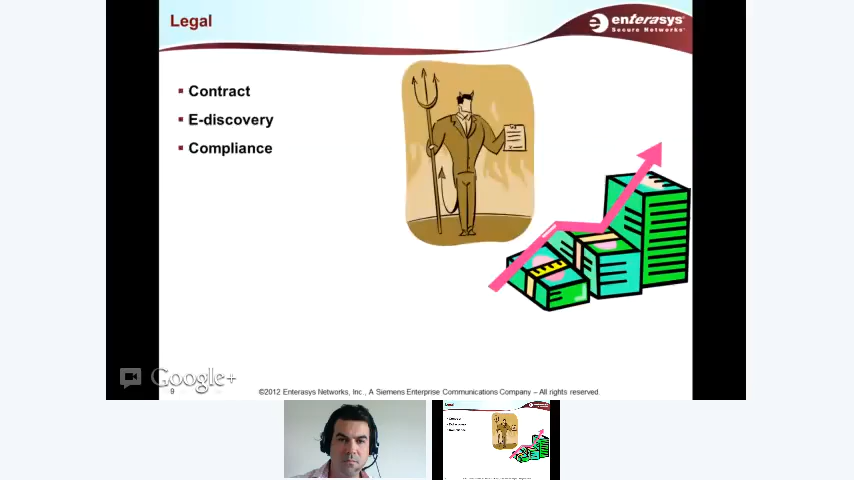 Legal
enterasys
Secure Networks
Contract
E-discovery
Compliance
Google+
9
©2012 Enterasys Networks, Inc., A Siemens Enterprise Communications Company – All rights reserved.